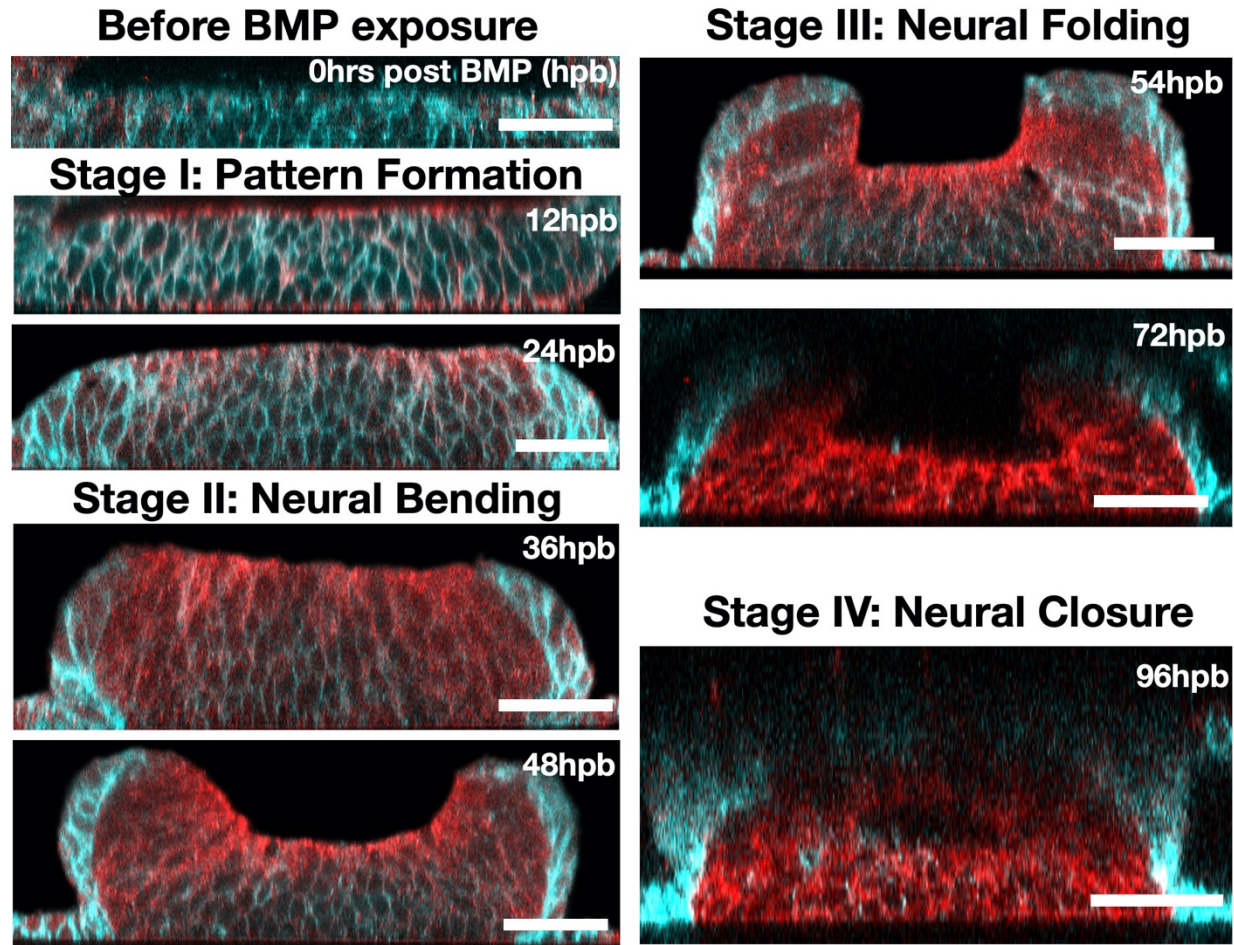 Before BMP exposure
0hrs post BMP (hpb)
Stage I: Pattern Formation
12hpb
24hpb
Stage II: Neural Bending
36hpb
48hpb
Stage III: Neural Folding
54hpb
72hpb
Stage IV: Neural Closure
96hpb